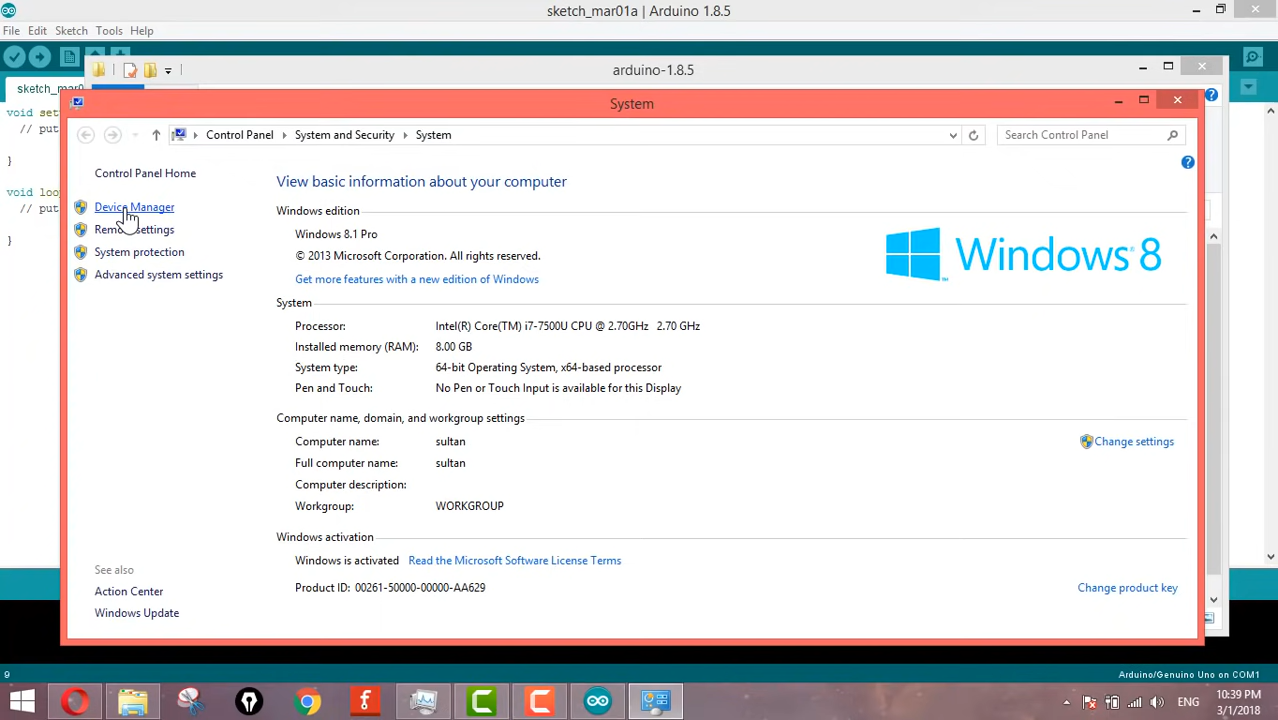 sketch_mar01a | Arduino 1.8.5
File Edit Sketch Tools Help
arduino-1.8.5
sketch_mar0
System
void set
// put
}
void loo
// put
}
Control Panel System and Security System
Search Control Panel
Control Panel Home
Device Manager
Remote settings
System protection
Advanced system settings
View basic information about your computer
Windows edition
Windows 8.1 Pro
© 2013 Microsoft Corporation. All rights reserved.
Get more features with a new edition of Windows
Windows 8
System
Processor: Intel(R) Core(TM) i7-7500U CPU @ 2.70GHz 2.70 GHz
Installed memory (RAM): 8.00 GB
System type: 64-bit Operating System, x64-based processor
Pen and Touch: No Pen or Touch Input is available for this Display
Computer name, domain, and workgroup settings
Computer name: sultan
Change settings
Full computer name: sultan
Computer description:
Workgroup: WORKGROUP
Windows activation
Windows is activated Read the Microsoft Software License Terms
Product ID: 00261-50000-00000-AA629
Change product key
See also
Action Center
Windows Update
9
Arduino/Genuino Uno on COM1
ENG
10:39 PM
3/1/2018